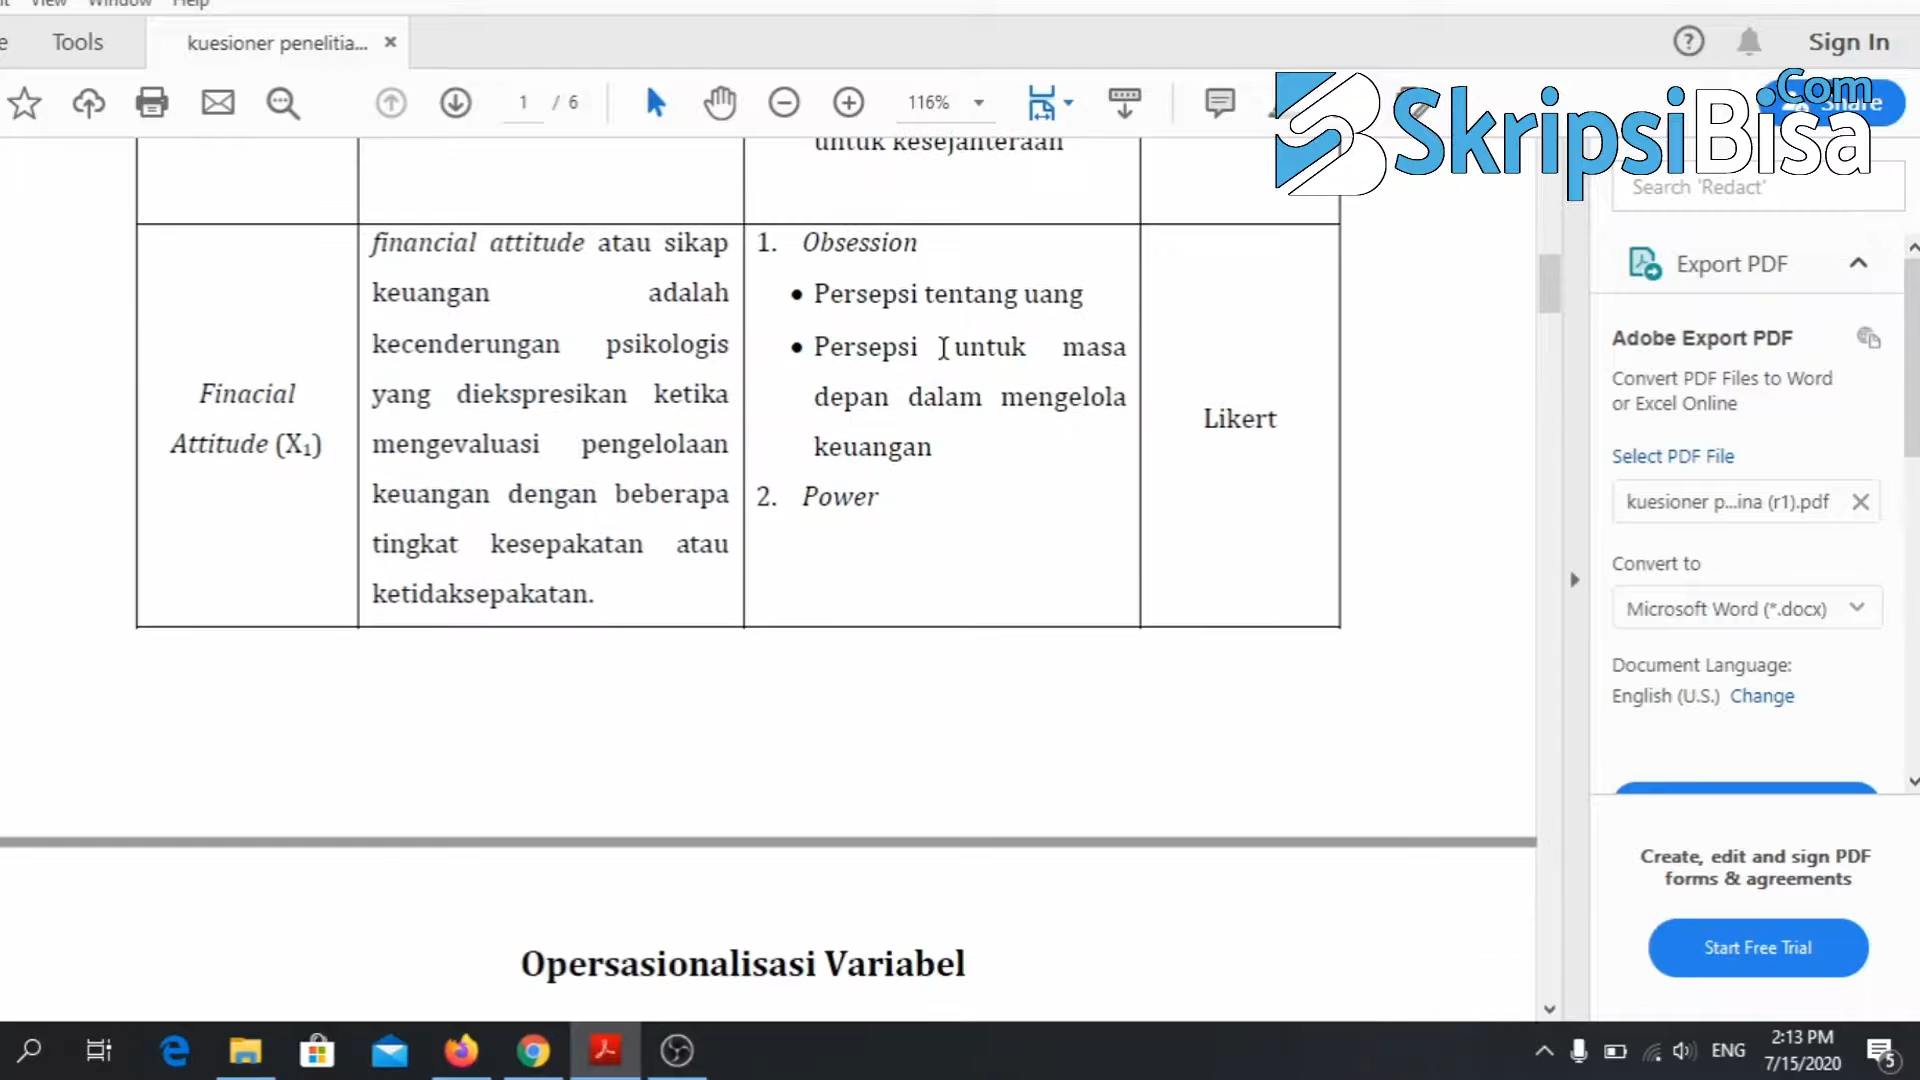 View Window Help
Tools
kuesioner penelitia...
Sign In
1 / 6
116%
Share
SkripsiBisa
.Com
Search 'Redact'
untuk kesejahteraan
Finacial
Attitude (X1)
financial attitude atau sikap
keuangan adalah
kecenderungan psikologis
yang diekspresikan ketika
mengevaluasi pengelolaan
keuangan dengan beberapa
tingkat kesepakatan atau
ketidaksepakatan.
1. Obsession
• Persepsi tentang uang
• Persepsi untuk masa
depan dalam mengelola
keuangan
2. Power
Likert
Export PDF
Adobe Export PDF
Convert PDF Files to Word
or Excel Online
Select PDF File
kuesioner p...ina (r1).pdf
Convert to
Microsoft Word (*.docx)
Document Language:
English (U.S.) Change
Create, edit and sign PDF
forms & agreements
Start Free Trial
Opersasionalisasi Variabel
ENG
2:13 PM
7/15/2020
5